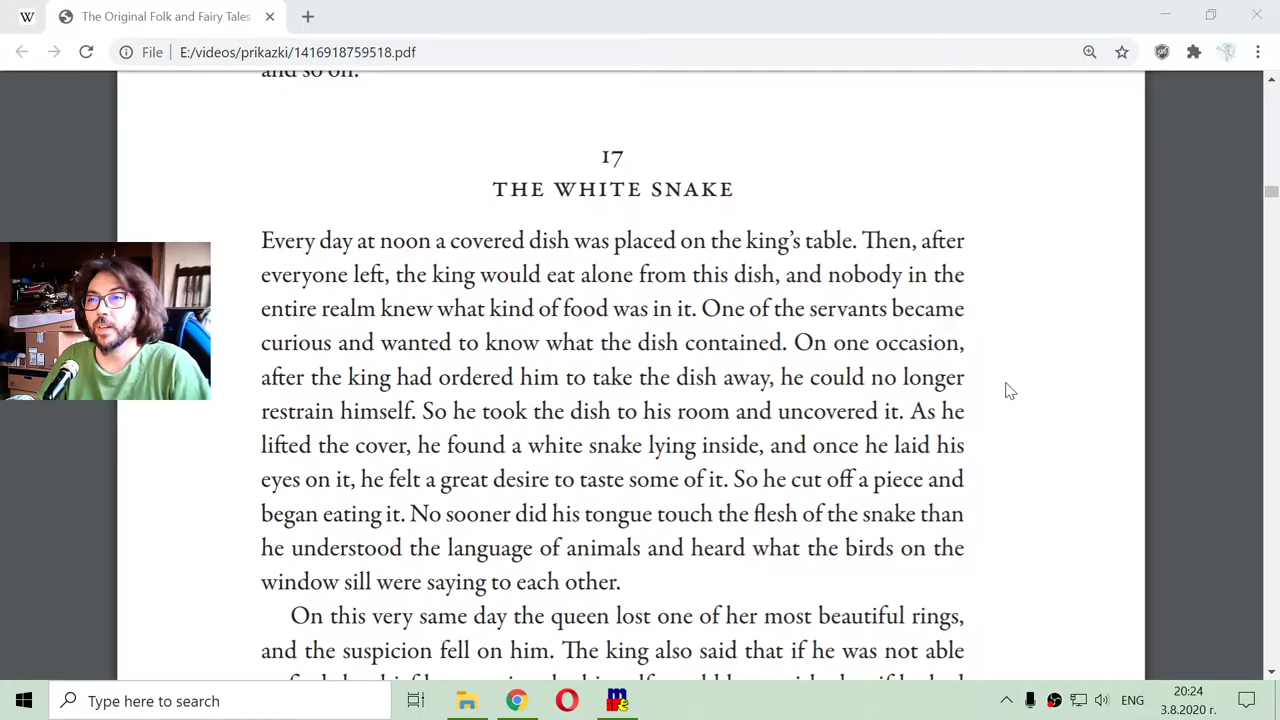 The Original Folk and Fairy Tales
File E:/videos/prikazki/1416918759518.pdf
and so on.
17
THE WHITE SNAKE
Every day at noon a covered dish was placed on the king's table. Then, after
everyone left, the king would eat alone from this dish, and nobody in the
entire realm knew what kind of food was in it. One of the servants became
curious and wanted to know what the dish contained. On one occasion,
after the king had ordered him to take the dish away, he could no longer
restrain himself. So he took the dish to his room and uncovered it. As he
lifted the cover, he found a white snake lying inside, and once he laid his
eyes on it, he felt a great desire to taste some of it. So he cut off a piece and
began eating it. No sooner did his tongue touch the flesh of the snake than
he understood the language of animals and heard what the birds on the
window sill were saying to each other.
On this very same day the queen lost one of her most beautiful rings,
and the suspicion fell on him. The king also said that if he was not able
Type here to search
ENG
20:24
3.8.2020 г.